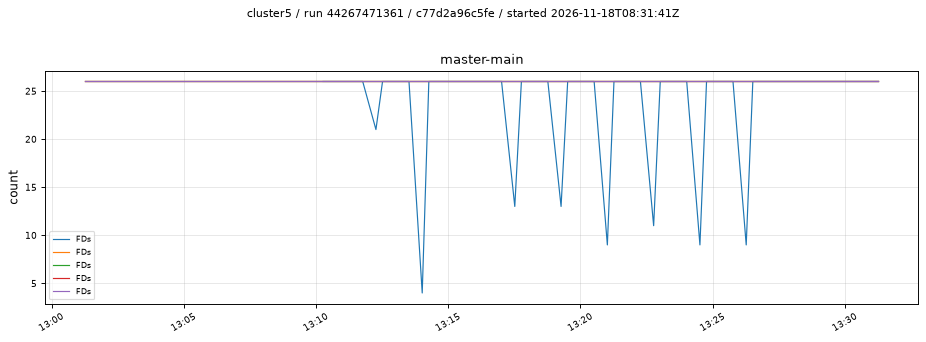 cluster5 / run 44267471361 / c77d2a96c5fe / started 2026-11-18T08:31:41Z
master-main
count
25
20
15
10
5
FDs
FDs
FDs
FDs
FDs
13:00
13:05
13:10
13:15
13:20
13:25
13:30